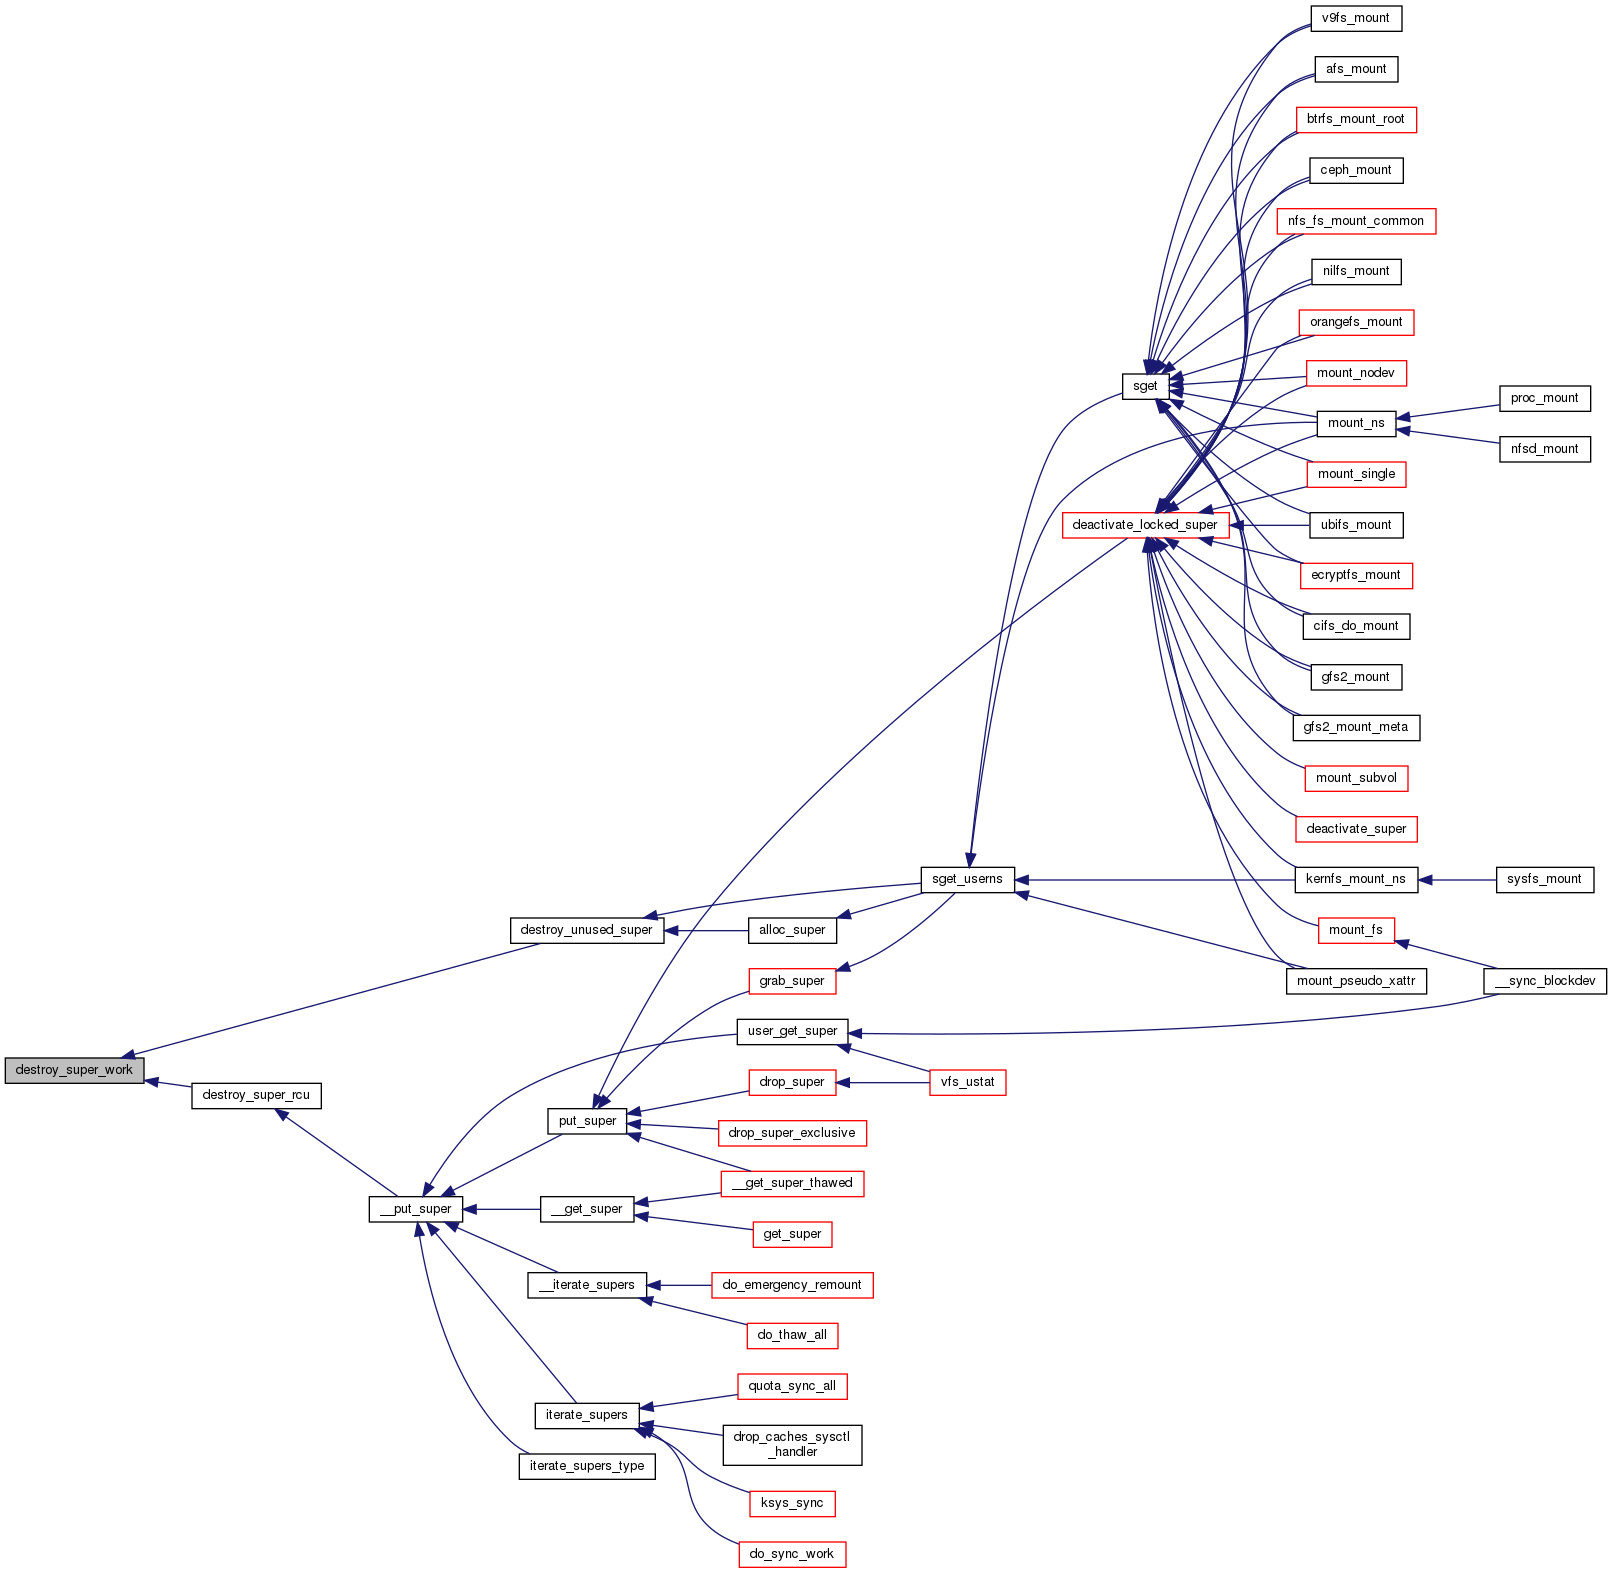 v9fs_mount
afs_mount
btrfs_mount_root
ceph_mount
nfs_fs_mount_common
nilfs_mount
orangefs_mount
mount_nodev
sget
proc_mount
mount_ns
nfsd_mount
mount_single
deactivate_locked_super
ubifs_mount
ecryptfs_mount
cifs_do_mount
gfs2_mount
gfs2_mount_meta
mount_subvol
deactivate_super
sget_userns
kernfs_mount_ns
sysfs_mount
destroy_unused_super
alloc_super
mount_fs
grab_super
mount_pseudo_xattr
__sync_blockdev
user_get_super
destroy_super_work
drop_super
vfs_ustat
destroy_super_rcu
put_super
drop_super_exclusive
__get_super_thawed
__put_super
__get_super
get_super
__iterate_supers
do_emergency_remount
do_thaw_all
quota_sync_all
iterate_supers
drop_caches_sysctl
_handler
iterate_supers_type
ksys_sync
do_sync_work